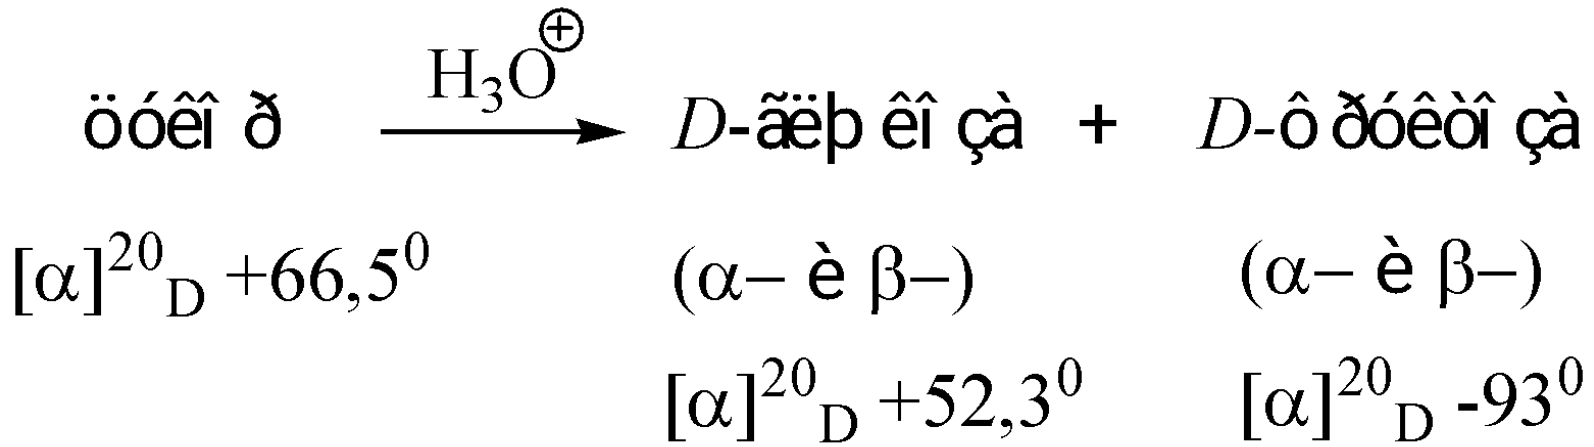 öóêî ð H₃O⊕ D-ãëþ êî çà + D-ô ðóêòî çà
[α]²⁰D +66,5⁰ (α– è β–) (α– è β–)
[α]²⁰D +52,3⁰ [α]²⁰D -93⁰